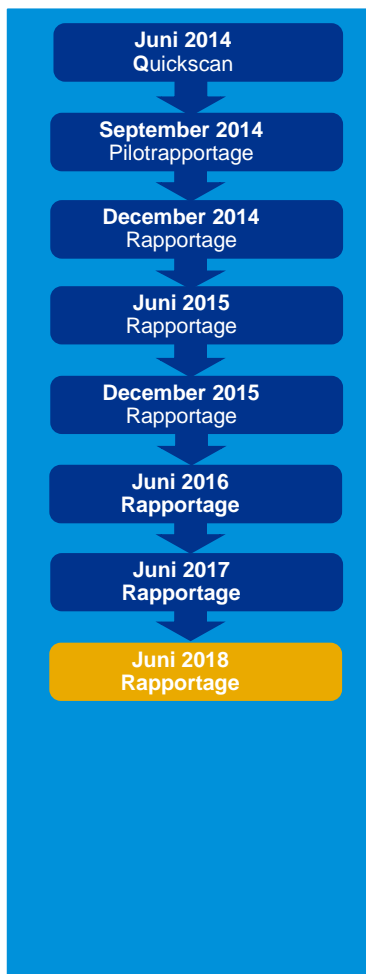 Juni 2014
Quickscan
September 2014
Pilotrapportage
December 2014
Rapportage
Juni 2015
Rapportage
December 2015
Rapportage
Juni 2016
Rapportage
Juni 2017
Rapportage
Juni 2018
Rapportage